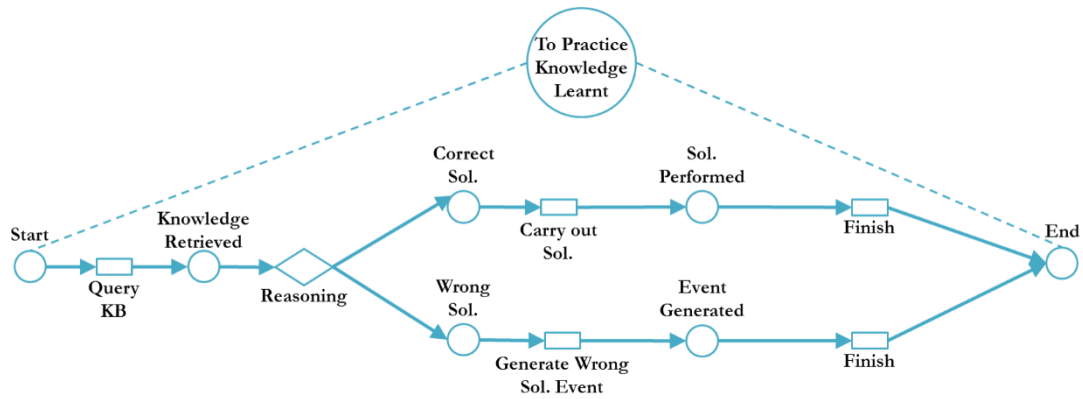 To Practice
Knowledge
Learnt
Start
Query
KB
Knowledge
Retrieved
Reasoning
Correct
Sol.
Carry out
Sol.
Sol.
Performed
Finish
Wrong
Sol.
Generate Wrong
Sol. Event
Event
Generated
Finish
End